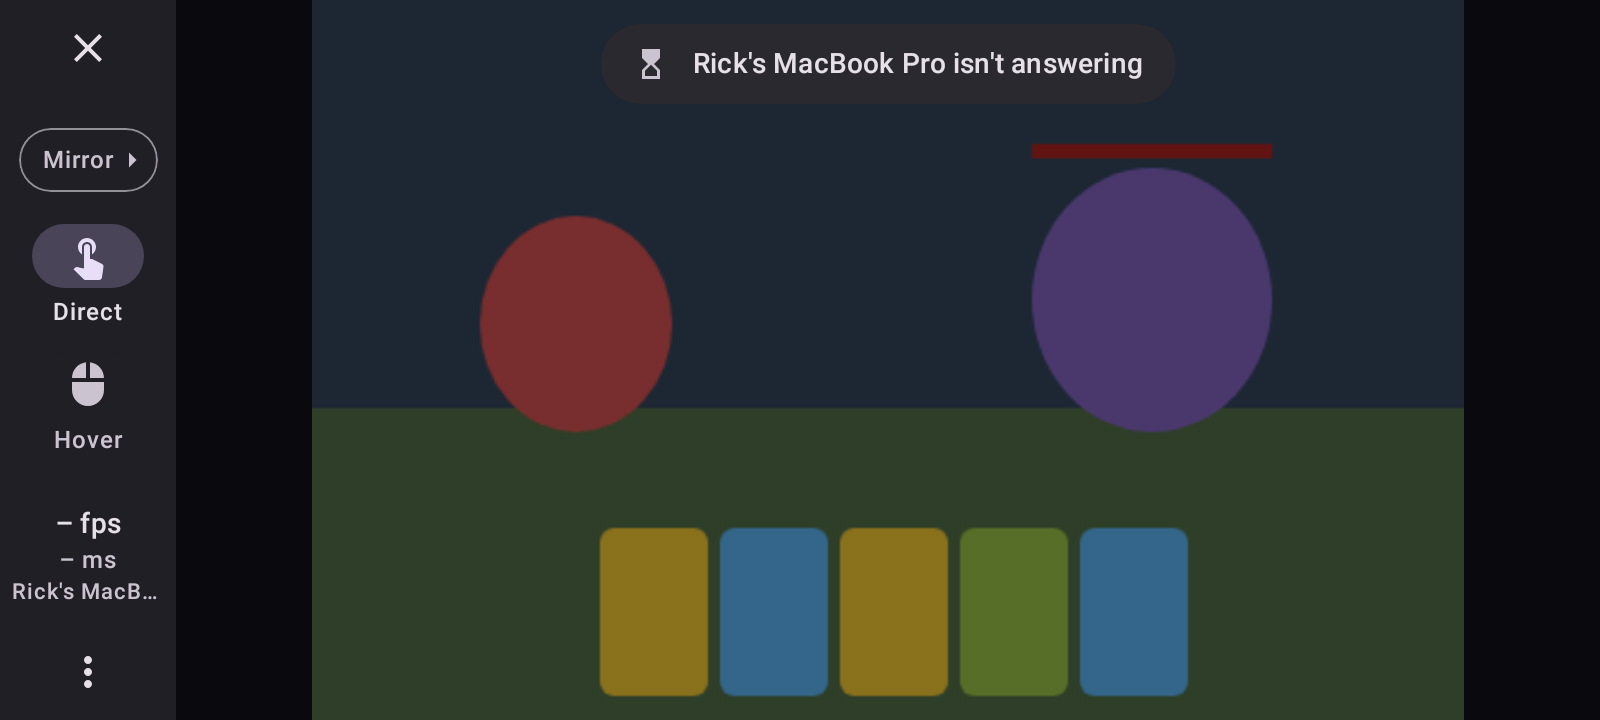 Rick's MacBook Pro isn't answering
Mirror
Direct
Hover
– fps
– ms
Rick's MacB…